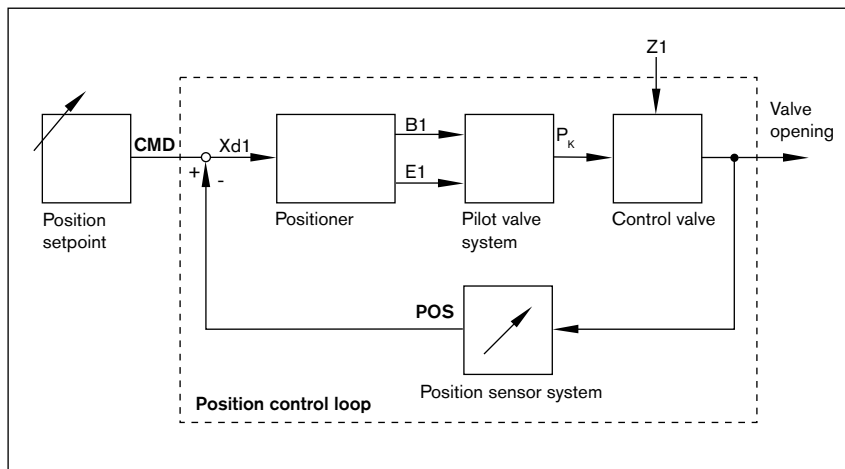 Z1
Valve
opening
CMD
Xd1
+
-
B1
E1
P_K
Position
setpoint
Positioner
Pilot valve
system
Control valve
POS
Position sensor system
Position control loop